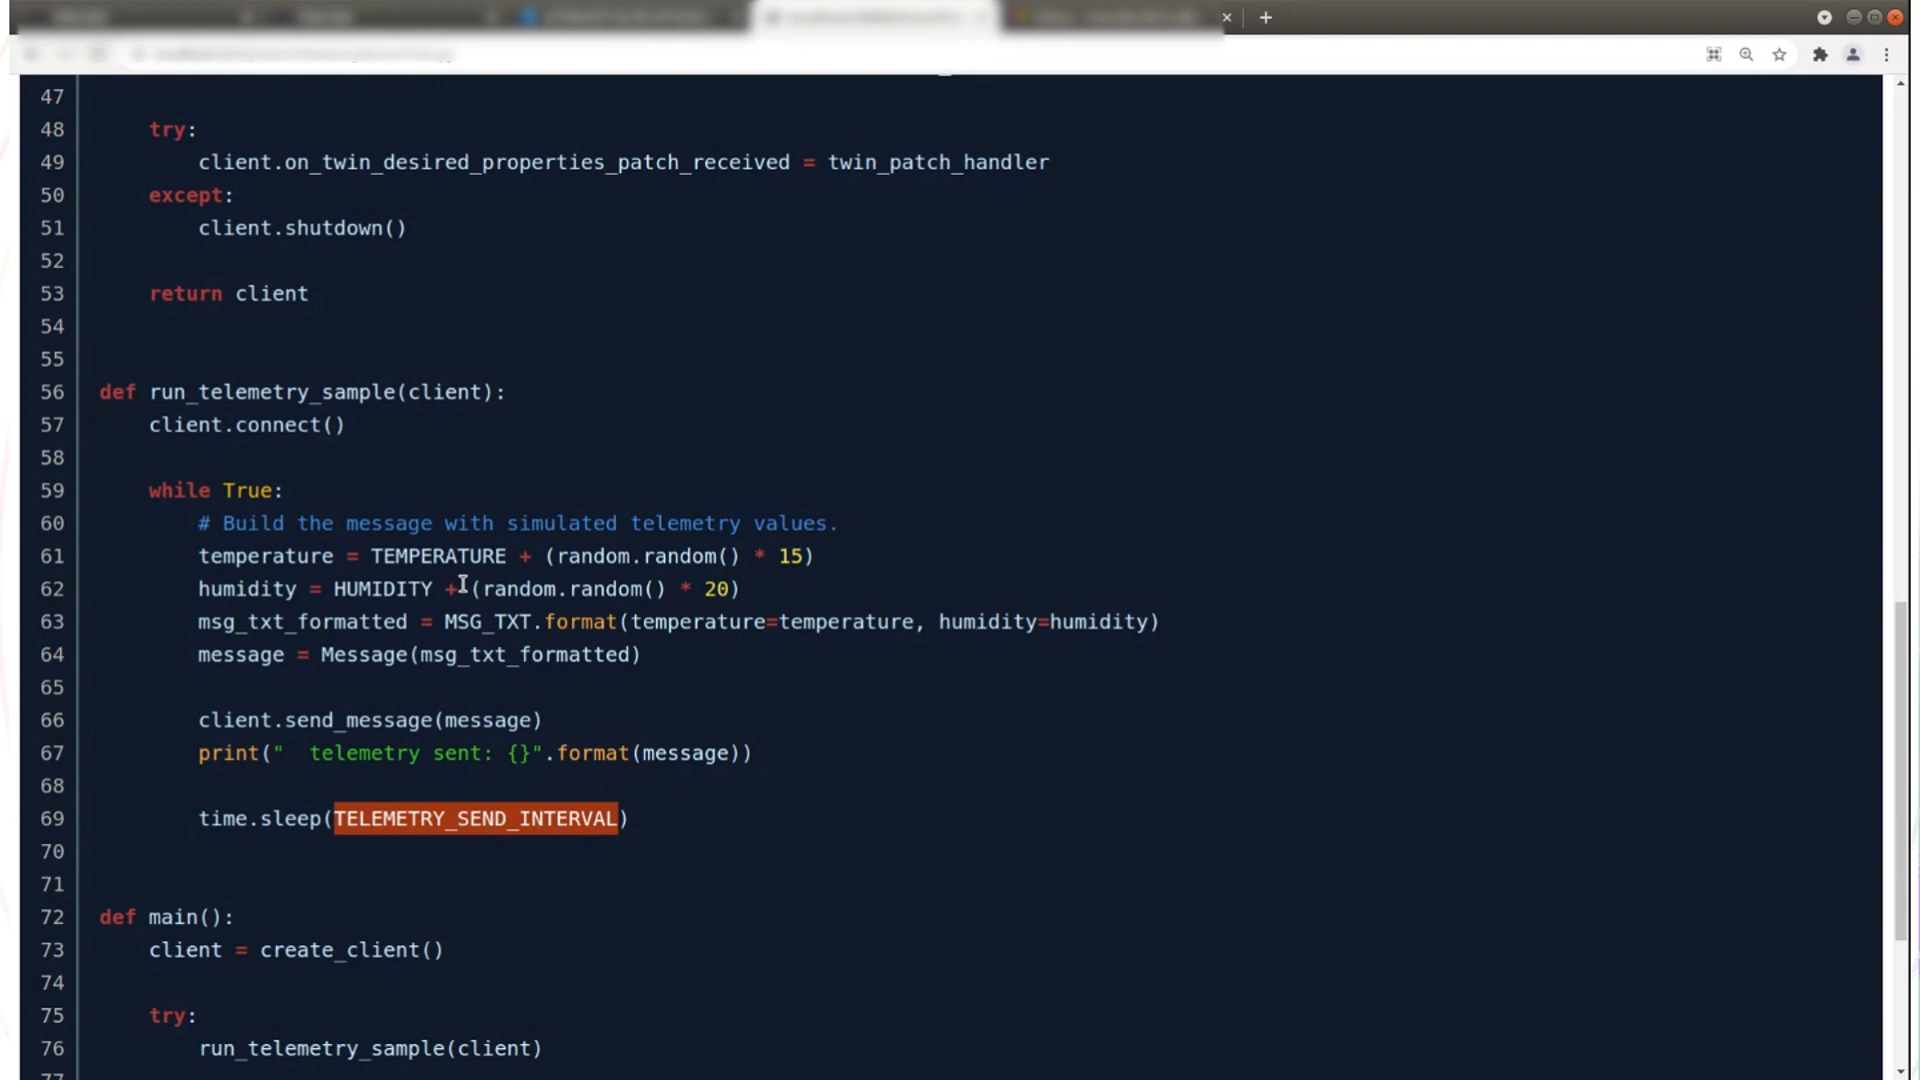 47
48 try:
49 client.on_twin_desired_properties_patch_received = twin_patch_handler
50 except:
51 client.shutdown()
52
53 return client
54
55
56 def run_telemetry_sample(client):
57 client.connect()
58
59 while True:
60 # Build the message with simulated telemetry values.
61 temperature = TEMPERATURE + (random.random() * 15)
62 humidity = HUMIDITY + (random.random() * 20)
63 msg_txt_formatted = MSG_TXT.format(temperature=temperature, humidity=humidity)
64 message = Message(msg_txt_formatted)
65
66 client.send_message(message)
67 print("  telemetry sent: {}".format(message))
68
69 time.sleep(TELEMETRY_SEND_INTERVAL)
70
71
72 def main():
73 client = create_client()
74
75 try:
76 run_telemetry_sample(client)
77